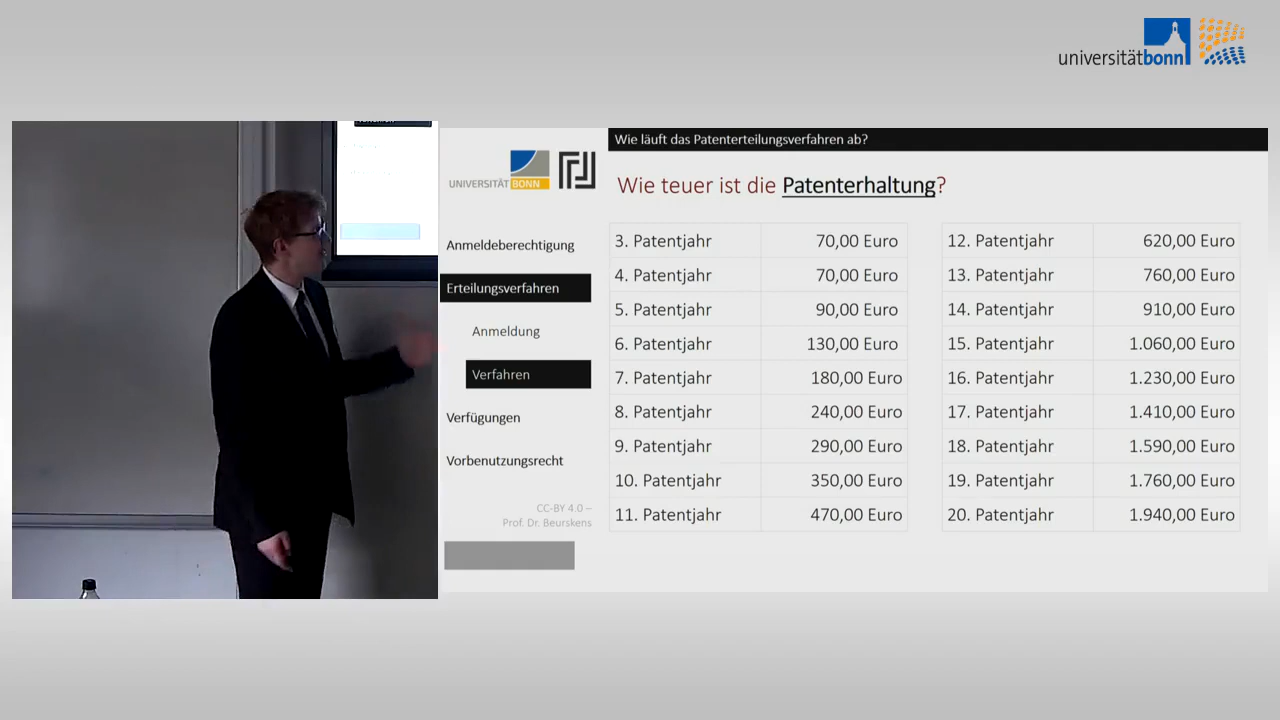 universitätbonn
Wie läuft das Patenterteilungsverfahren ab?
UNIVERSITÄT BONN
Wie teuer ist die Patenterhaltung?
Anmeldeberechtigung
Erteilungsverfahren
Anmeldung
Verfahren
Verfügungen
Vorbenutzungsrecht
CC-BY 4.0 –
Prof. Dr. Beurskens
3. Patentjahr 70,00 Euro
4. Patentjahr 70,00 Euro
5. Patentjahr 90,00 Euro
6. Patentjahr 130,00 Euro
7. Patentjahr 180,00 Euro
8. Patentjahr 240,00 Euro
9. Patentjahr 290,00 Euro
10. Patentjahr 350,00 Euro
11. Patentjahr 470,00 Euro
12. Patentjahr 620,00 Euro
13. Patentjahr 760,00 Euro
14. Patentjahr 910,00 Euro
15. Patentjahr 1.060,00 Euro
16. Patentjahr 1.230,00 Euro
17. Patentjahr 1.410,00 Euro
18. Patentjahr 1.590,00 Euro
19. Patentjahr 1.760,00 Euro
20. Patentjahr 1.940,00 Euro